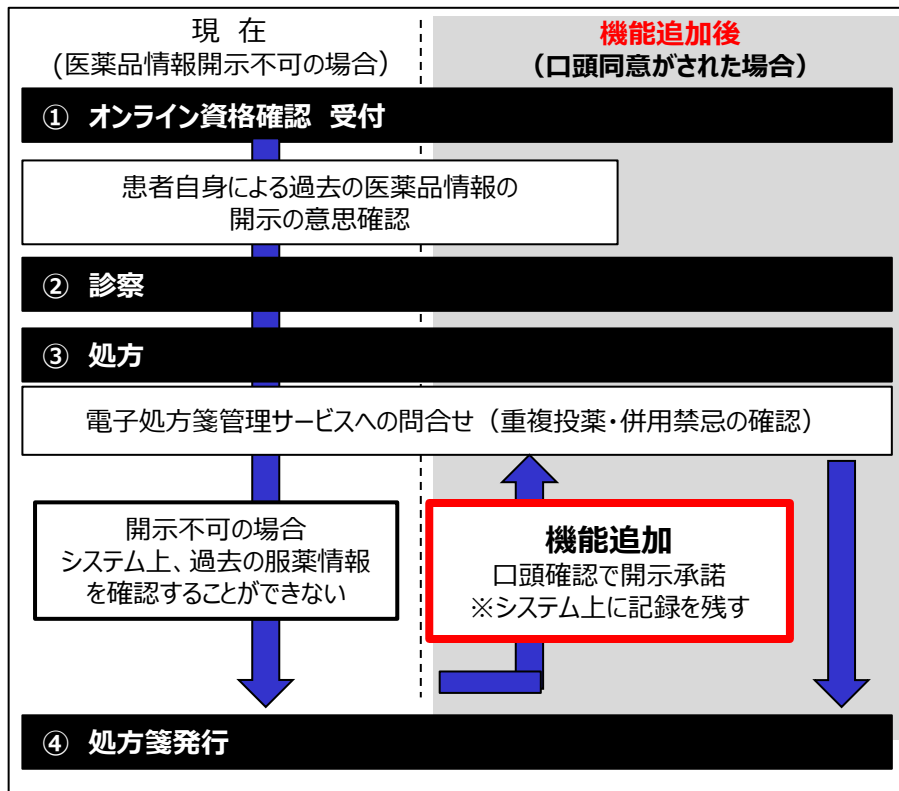 現 在
(医薬品情報開示不可の場合)
機能追加後
(口頭同意がされた場合)
① オンライン資格確認 受付
患者自身による過去の医薬品情報の
開示の意思確認
② 診察
③ 処方
電子処方箋管理サービスへの問合せ(重複投薬・併用禁忌の確認)
開示不可の場合
システム上、過去の服薬情報
を確認することができない
機能追加
口頭確認で開示承諾
※システム上に記録を残す
④ 処方箋発行